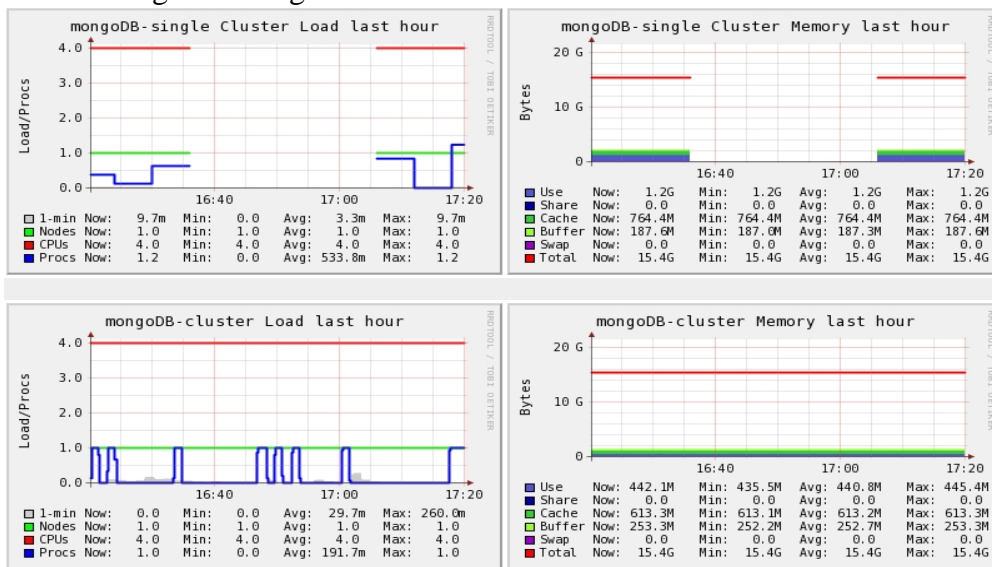 mongoDB-single Cluster Load last hour
RRDTOOL / TOBI OETIKER
Load/Procs
4.0
3.0
2.0
1.0
0.0
16:40 17:00 17:20
1-min Now: 9.7m Min: 0.0 Avg: 3.3m Max: 9.7m
Nodes Now: 1.0 Min: 1.0 Avg: 1.0 Max: 1.0
CPUs Now: 4.0 Min: 4.0 Avg: 4.0 Max: 4.0
Procs Now: 1.2 Min: 0.0 Avg: 533.8m Max: 1.2
mongoDB-single Cluster Memory last hour
RRDTOOL / TOBI OETIKER
Bytes
20 G
10 G
0
16:40 17:00 17:20
Use Now: 1.2G Min: 1.2G Avg: 1.2G Max: 1.2G
Share Now: 0.0 Min: 0.0 Avg: 0.0 Max: 0.0
Cache Now: 764.4M Min: 764.4M Avg: 764.4M Max: 764.4M
Buffer Now: 187.6M Min: 187.0M Avg: 187.3M Max: 187.6M
Swap Now: 0.0 Min: 0.0 Avg: 0.0 Max: 0.0
Total Now: 15.4G Min: 15.4G Avg: 15.4G Max: 15.4G
mongoDB-cluster Load last hour
RRDTOOL / TOBI OETIKER
Load/Procs
4.0
3.0
2.0
1.0
0.0
16:40 17:00 17:20
1-min Now: 0.0 Min: 0.0 Avg: 29.7m Max: 260.0m
Nodes Now: 1.0 Min: 1.0 Avg: 1.0 Max: 1.0
CPUs Now: 4.0 Min: 4.0 Avg: 4.0 Max: 4.0
Procs Now: 1.0 Min: 0.0 Avg: 191.7m Max: 1.0
mongoDB-cluster Memory last hour
RRDTOOL / TOBI OETIKER
Bytes
20 G
10 G
0
16:40 17:00 17:20
Use Now: 442.1M Min: 435.5M Avg: 440.8M Max: 445.4M
Share Now: 0.0 Min: 0.0 Avg: 0.0 Max: 0.0
Cache Now: 613.3M Min: 613.1M Avg: 613.2M Max: 613.3M
Buffer Now: 253.3M Min: 252.2M Avg: 252.7M Max: 253.3M
Swap Now: 0.0 Min: 0.0 Avg: 0.0 Max: 0.0
Total Now: 15.4G Min: 15.4G Avg: 15.4G Max: 15.4G